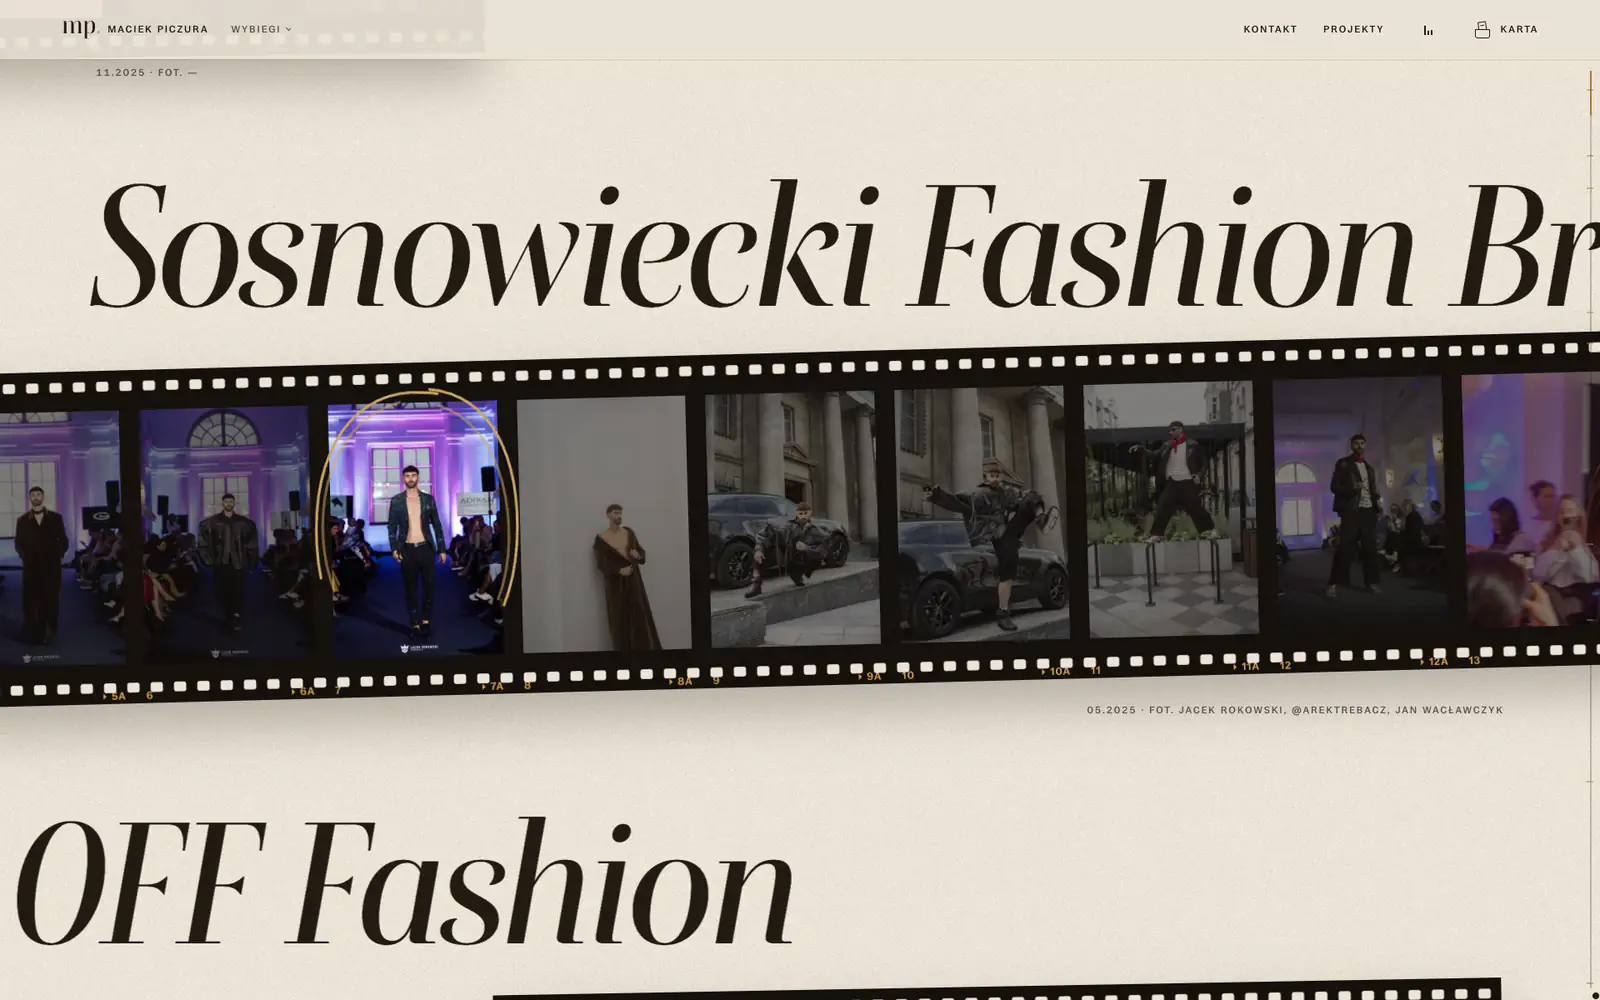 mp. MACIEK PICZURA WYBIEGI KONTAKT PROJEKTY KARTA
11.2025 · FOT. —
Sosnowiecki Fashion Br
5A 6 6A 7 7A 8 8A 9 9A 10 10A 11 11A 12 12A 13
05.2025 · FOT. JACEK ROKOWSKI, @AREKTREBACZ, JAN WACŁAWCZYK
OFF Fashion